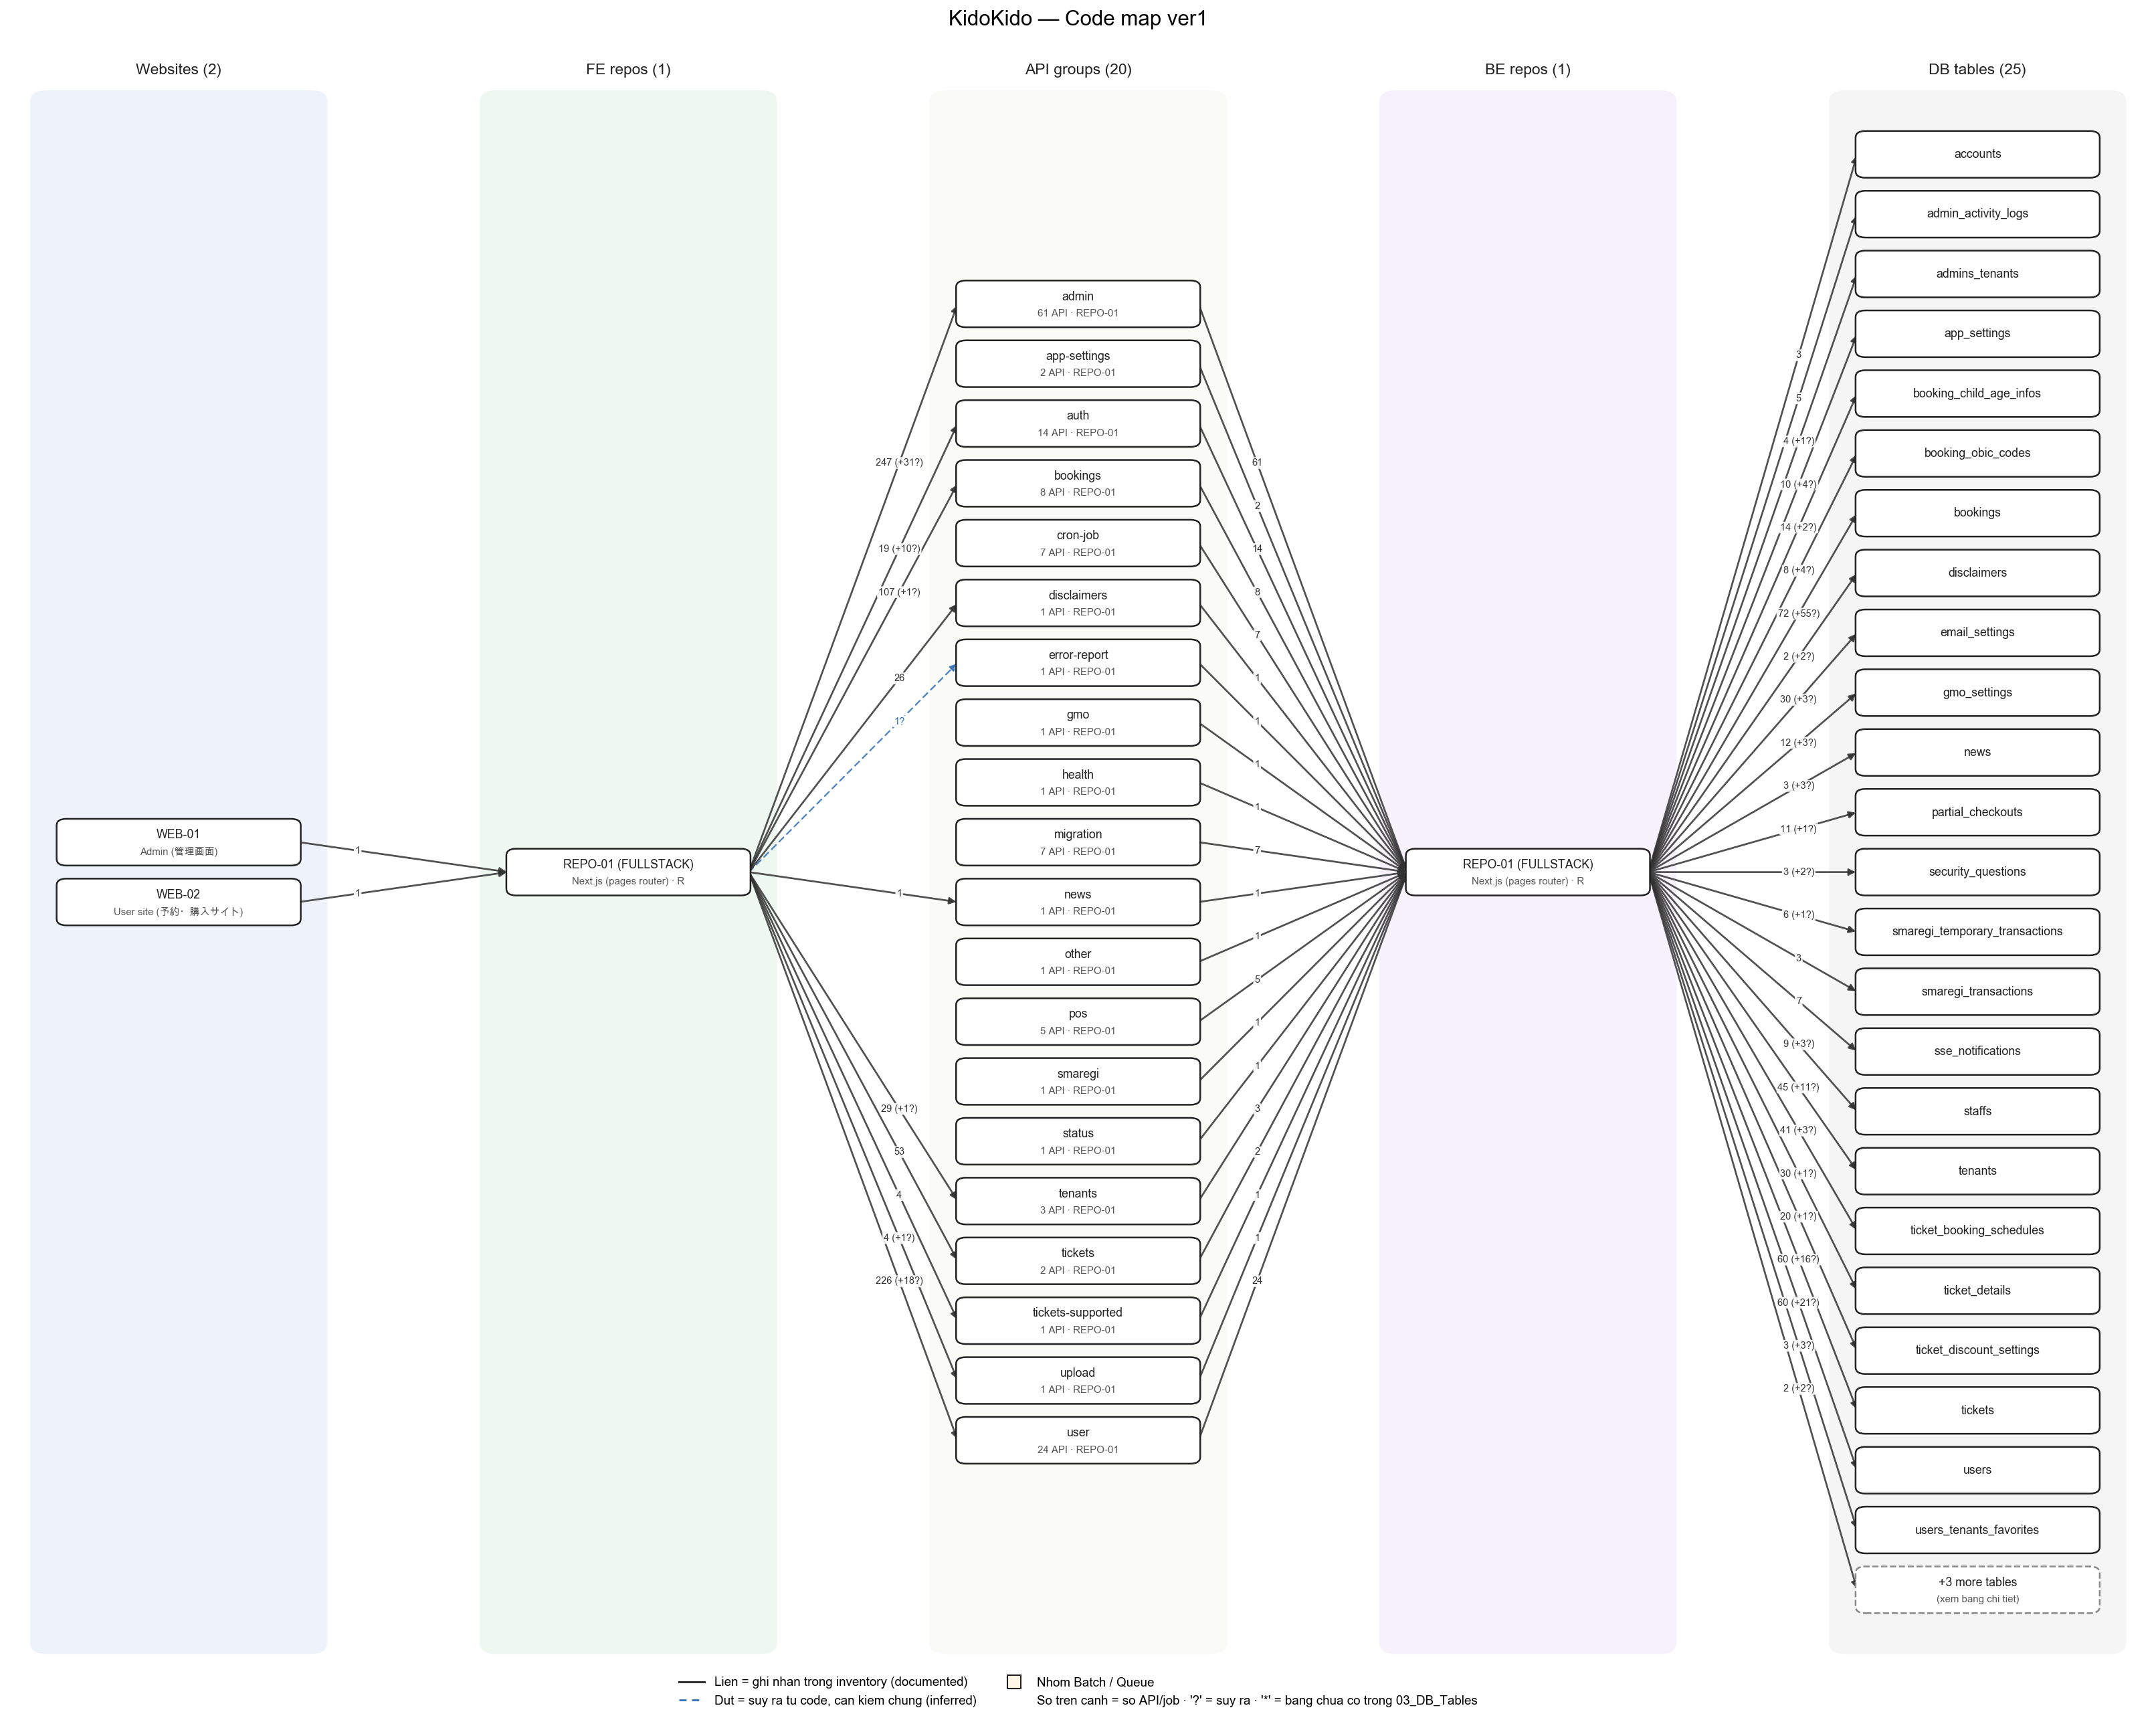 KidoKido — Code map ver1
Websites (2)
FE repos (1)
API groups (20)
BE repos (1)
DB tables (25)
WEB-01
Admin (管理画面)
WEB-02
User site (予約・購入サイト)
1
1
REPO-01 (FULLSTACK)
Next.js (pages router) · R
247 (+31?)
19 (+10?)
107 (+1?)
26
1?
1
29 (+1?)
53
4
4 (+1?)
226 (+18?)
admin
61 API · REPO-01
app-settings
2 API · REPO-01
auth
14 API · REPO-01
bookings
8 API · REPO-01
cron-job
7 API · REPO-01
disclaimers
1 API · REPO-01
error-report
1 API · REPO-01
gmo
1 API · REPO-01
health
1 API · REPO-01
migration
7 API · REPO-01
news
1 API · REPO-01
other
1 API · REPO-01
pos
5 API · REPO-01
smaregi
1 API · REPO-01
status
1 API · REPO-01
tenants
3 API · REPO-01
tickets
2 API · REPO-01
tickets-supported
1 API · REPO-01
upload
1 API · REPO-01
user
24 API · REPO-01
61
2
14
8
7
1
1
1
1
7
1
1
5
1
1
3
2
1
1
24
REPO-01 (FULLSTACK)
Next.js (pages router) · R
3
5
4 (+1?)
10 (+4?)
14 (+2?)
8 (+4?)
72 (+55?)
2 (+2?)
30 (+3?)
12 (+3?)
3 (+3?)
11 (+1?)
3 (+2?)
6 (+1?)
3
7
9 (+3?)
45 (+11?)
41 (+3?)
30 (+1?)
20 (+1?)
60 (+16?)
60 (+21?)
3 (+3?)
2 (+2?)
accounts
admin_activity_logs
admins_tenants
app_settings
booking_child_age_infos
booking_obic_codes
bookings
disclaimers
email_settings
gmo_settings
news
partial_checkouts
security_questions
smaregi_temporary_transactions
smaregi_transactions
sse_notifications
staffs
tenants
ticket_booking_schedules
ticket_details
ticket_discount_settings
tickets
users
users_tenants_favorites
+3 more tables
(xem bang chi tiet)
Lien = ghi nhan trong inventory (documented)
Dut = suy ra tu code, can kiem chung (inferred)
Nhom Batch / Queue
So tren canh = so API/job · '?' = suy ra · '*' = bang chua co trong 03_DB_Tables